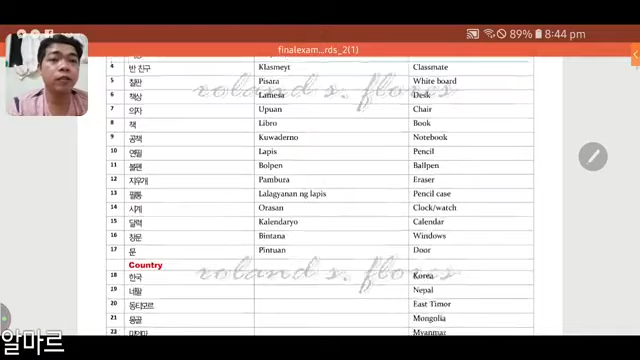 89% 8:44 pm
finalexam...rds_2(1)
4 반 친구 Klasmeyt Classmate
5 칠판 Pisara White board
6 책상 Lamesa Desk
7 의자 Upuan Chair
8 책 Libro Book
9 공책 Kuwaderno Notebook
10 연필 Lapis Pencil
11 볼펜 Bolpen Ballpen
12 지우개 Pambura Eraser
13 필통 Lalagyanan ng lapis Pencil case
14 시계 Orasan Clock/watch
15 달력 Kalendaryo Calendar
16 창문 Bintana Windows
17 문 Pintuan Door
Country
18 한국 Korea
19 네팔 Nepal
20 동티모르 East Timor
21 몽골 Mongolia
Myanmar
roland s. flores
roland s. flores
알마르